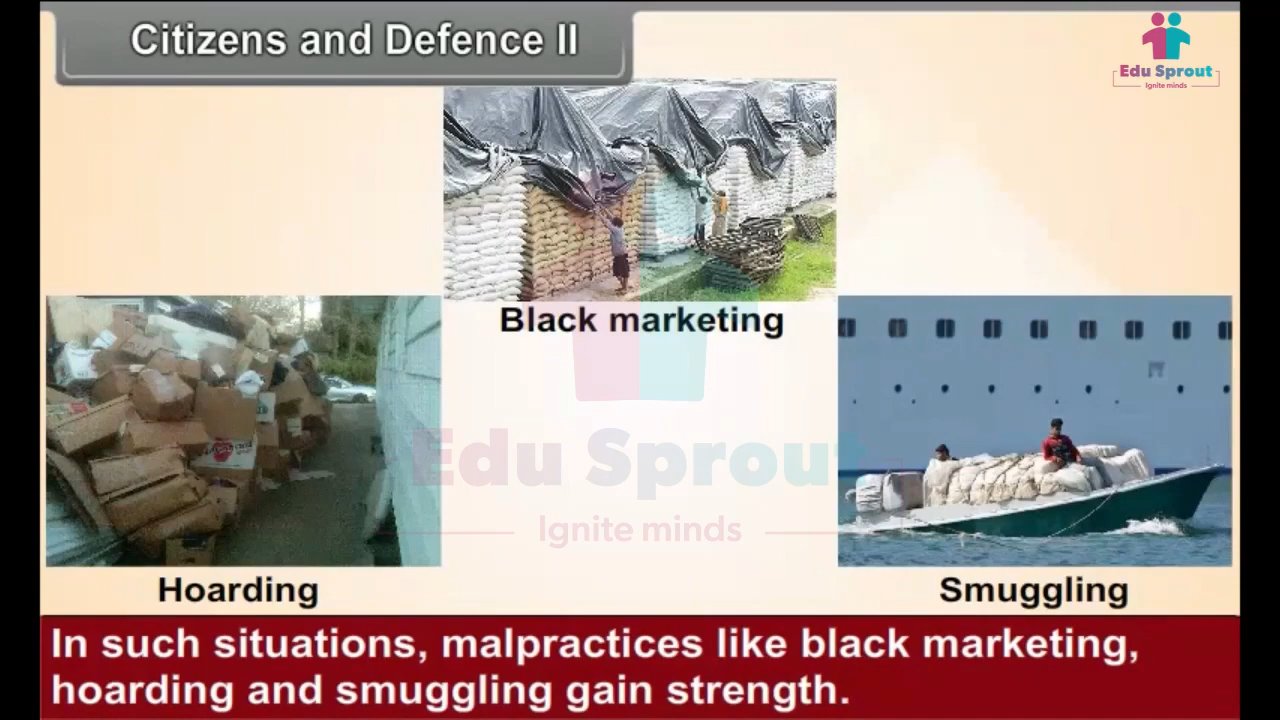 Citizens and Defence II
Edu Sprout
Ignite minds
Black marketing
Edu Sprout
Ignite minds
Hoarding
Smuggling
In such situations, malpractices like black marketing,
hoarding and smuggling gain strength.